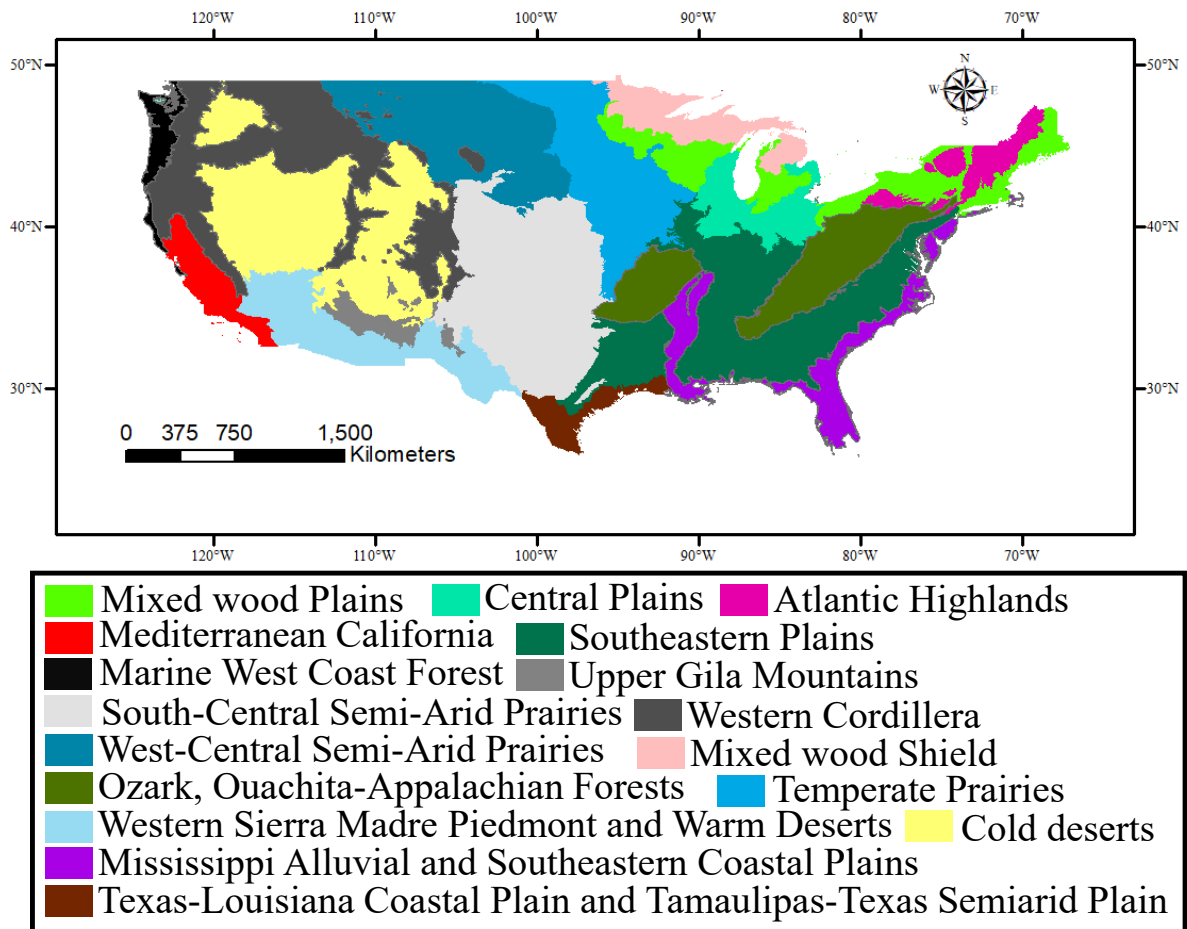 120°W 110°W 100°W 90°W 80°W 70°W
50°N 50°N
N
W E
S
40°N 40°N
30°N 30°N
0 375 750 1,500
Kilometers
120°W 110°W 100°W 90°W 80°W 70°W
Mixed wood Plains Central Plains Atlantic Highlands
Mediterranean California Southeastern Plains
Marine West Coast Forest Upper Gila Mountains
South-Central Semi-Arid Prairies Western Cordillera
West-Central Semi-Arid Prairies Mixed wood Shield
Ozark, Ouachita-Appalachian Forests Temperate Prairies
Western Sierra Madre Piedmont and Warm Deserts Cold deserts
Mississippi Alluvial and Southeastern Coastal Plains
Texas-Louisiana Coastal Plain and Tamaulipas-Texas Semiarid Plain